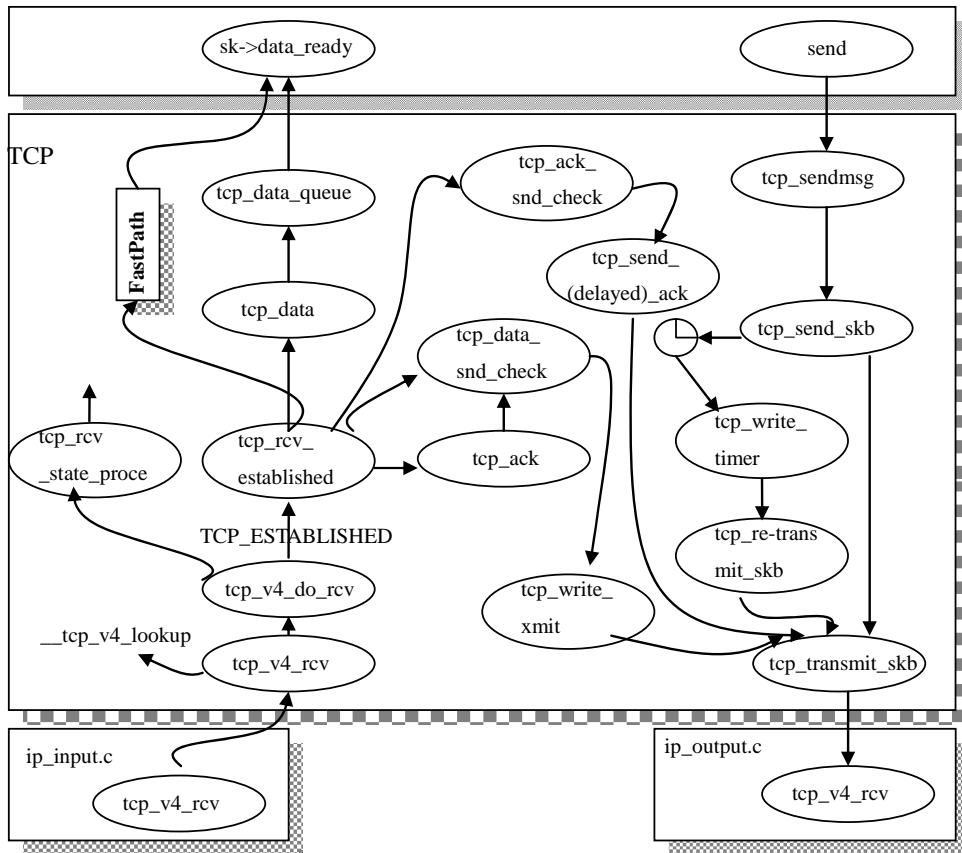 sk->data_ready
send
TCP
tcp_ack_
snd_check
tcp_sendmsg
tcp_data_queue
FastPath
tcp_send_
(delayed)_ack
tcp_data
tcp_send_skb
tcp_data_
snd_check
tcp_rcv
_state_proce
tcp_rcv_
established
tcp_ack
tcp_write_
timer
TCP_ESTABLISHED
tcp_re-trans
mit_skb
tcp_v4_do_rcv
tcp_write_
xmit
__tcp_v4_lookup
tcp_v4_rcv
tcp_transmit_skb
ip_input.c
tcp_v4_rcv
ip_output.c
tcp_v4_rcv